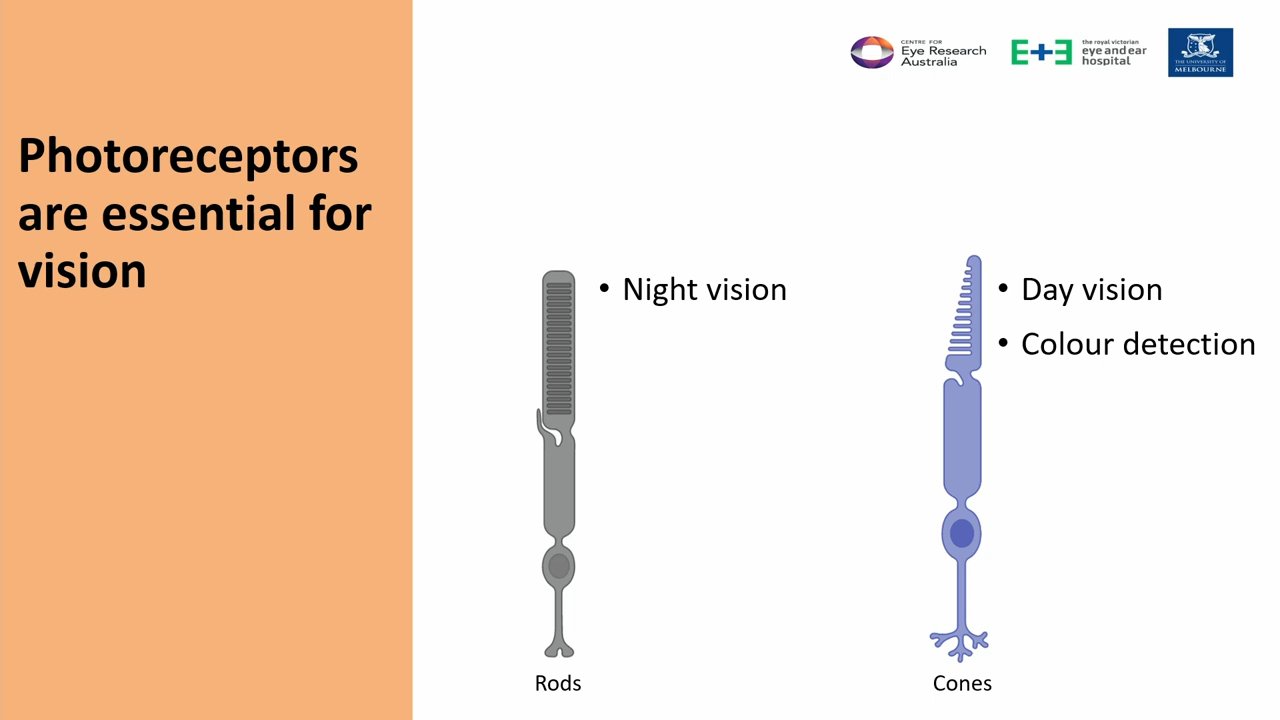 CENTRE FOR
Eye Research
Australia
E+E
the royal victorian
eye and ear
hospital
THE UNIVERSITY OF
MELBOURNE
Photoreceptors
are essential for
vision
• Night vision
• Day vision
• Colour detection
Rods
Cones